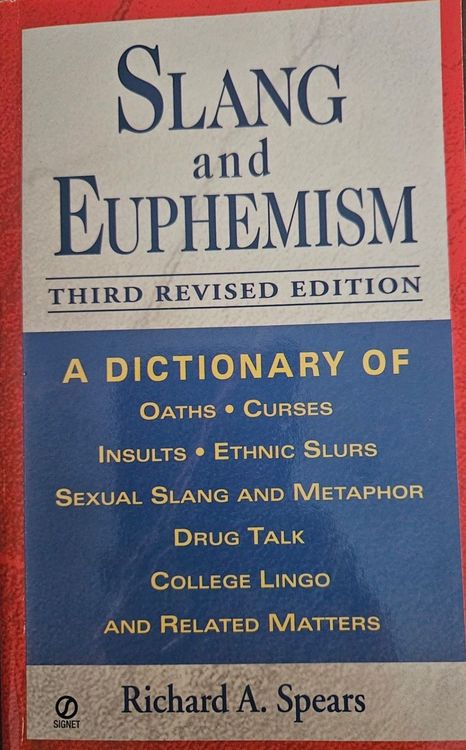 SLANG
and
EUPHEMISM
THIRD REVISED EDITION
A DICTIONARY OF
OATHS • CURSES
INSULTS • ETHNIC SLURS
SEXUAL SLANG AND METAPHOR
DRUG TALK
COLLEGE LINGO
AND RELATED MATTERS
SIGNET
Richard A. Spears